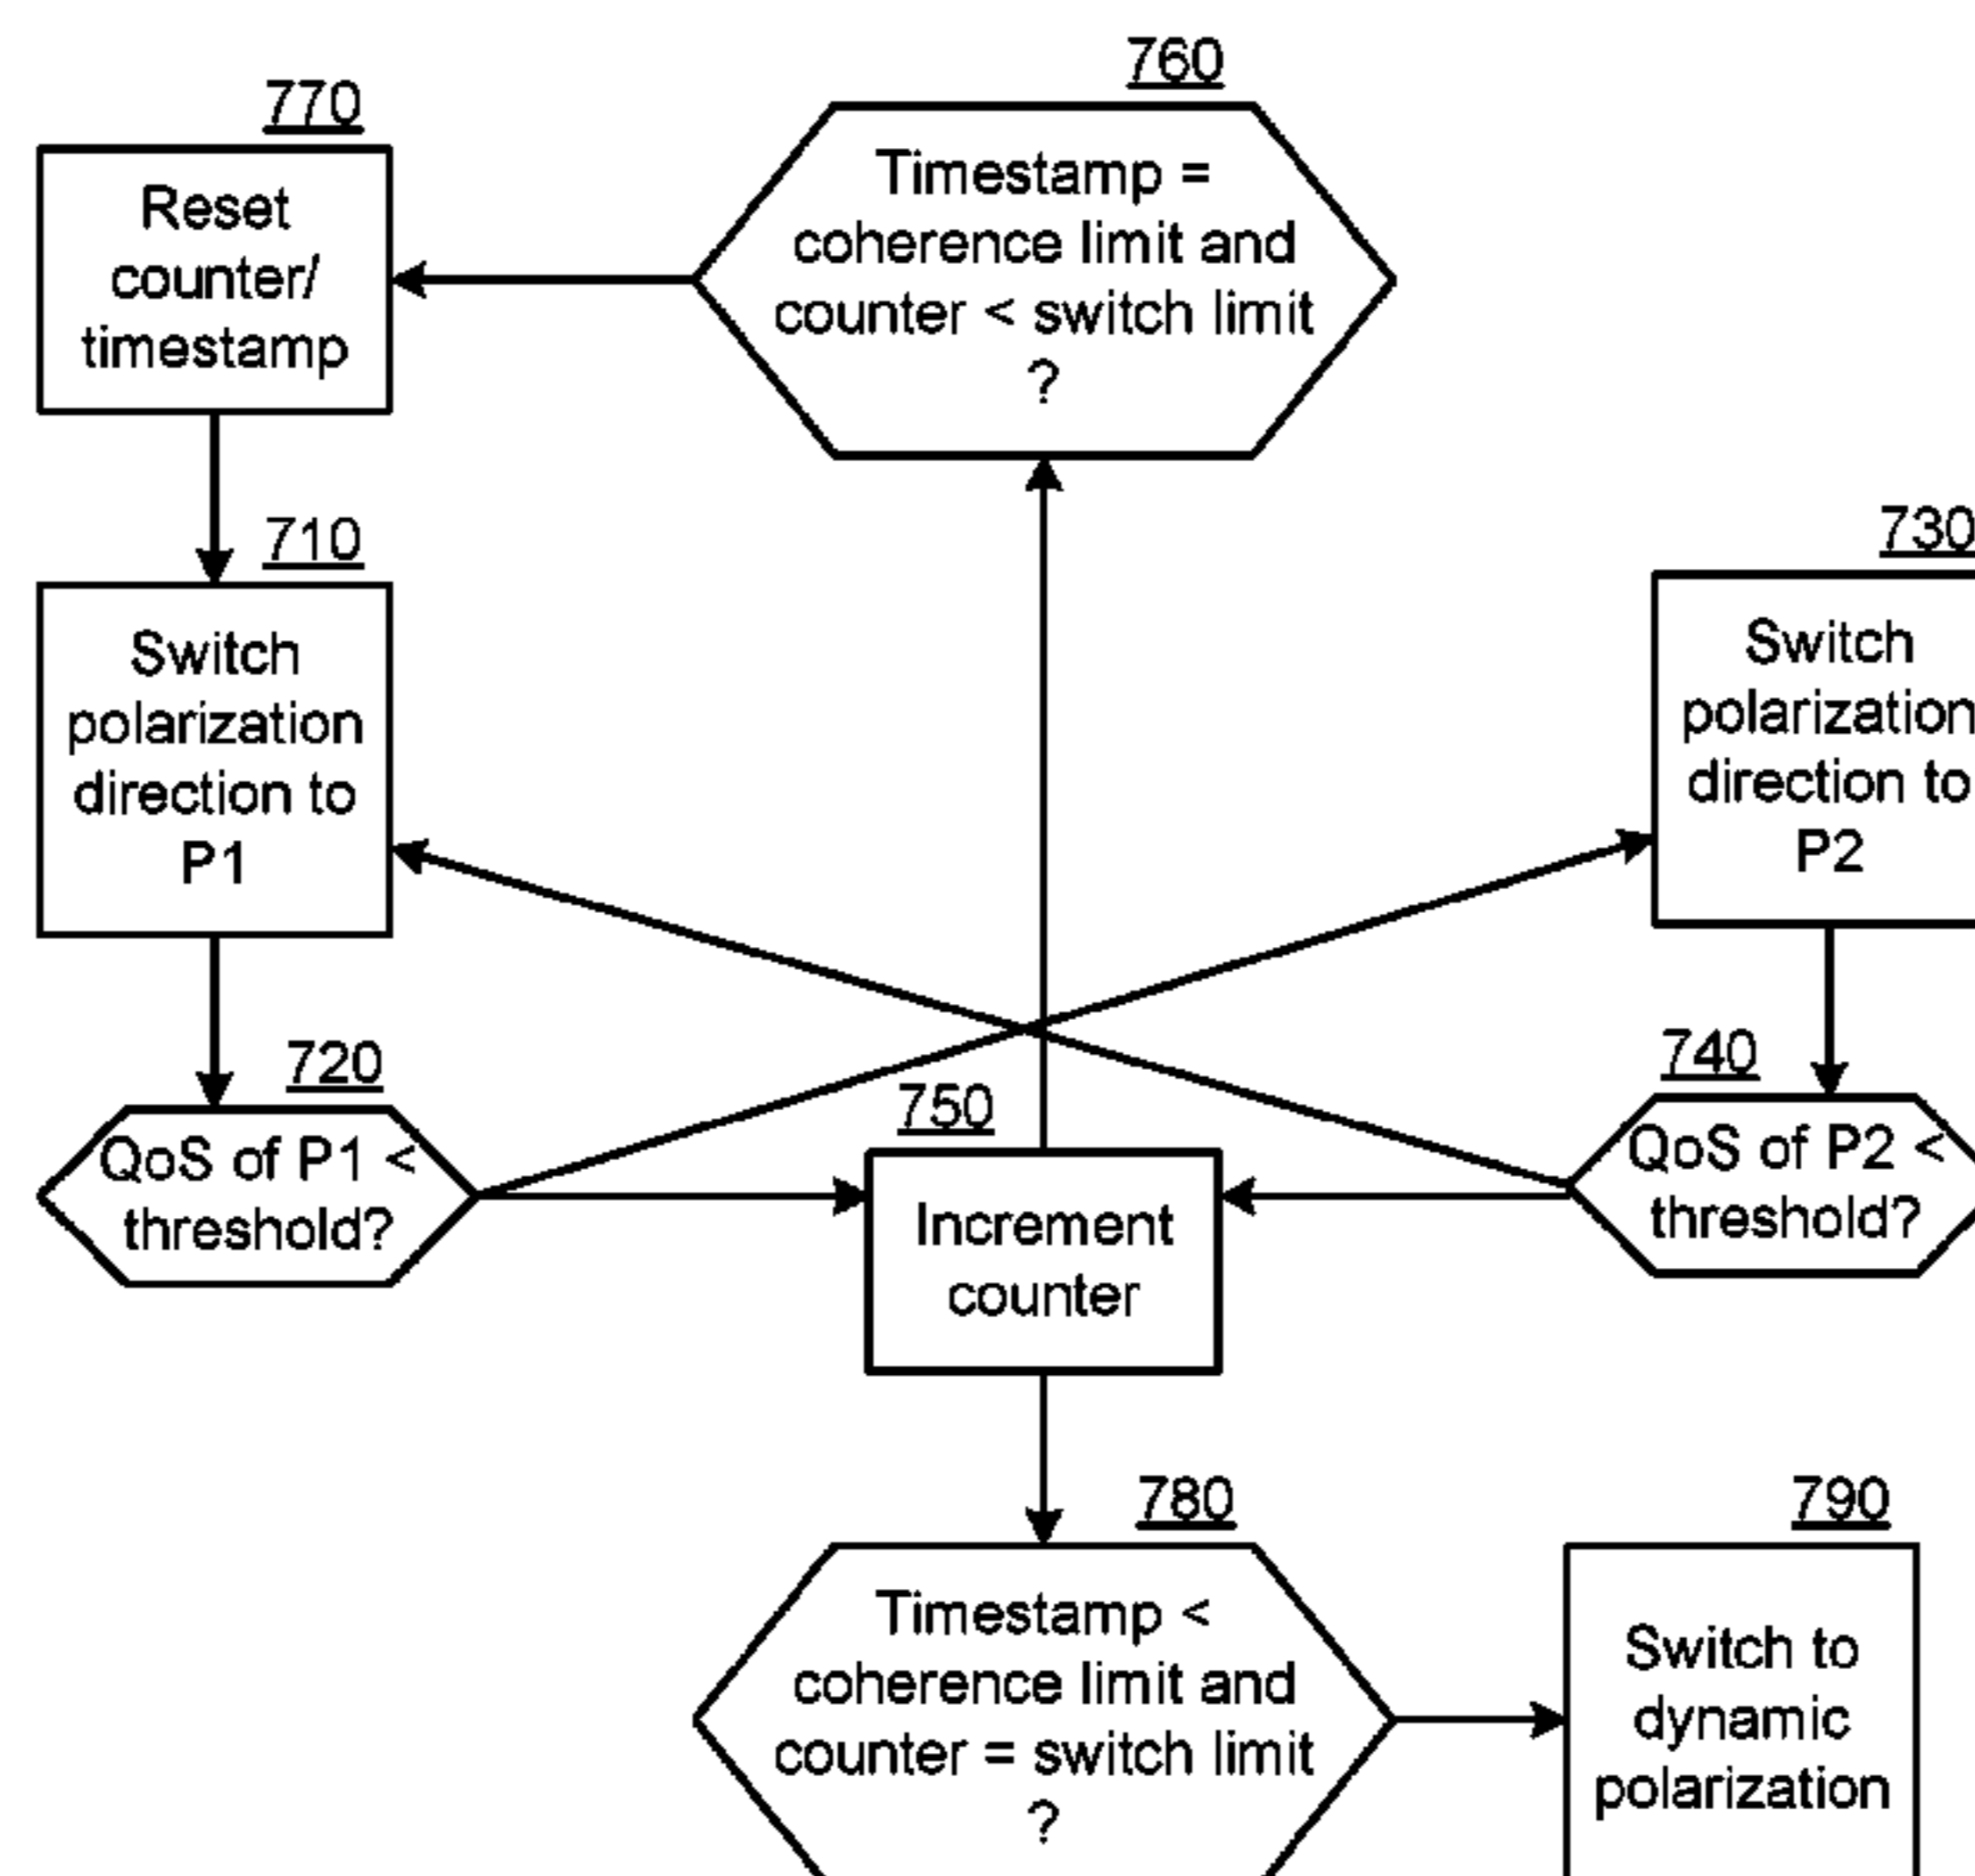 760
Timestamp =
coherence limit and
counter < switch limit
?
770
Reset
counter/
timestamp
710
Switch
polarization
direction to
P1
730
Switch
polarization
direction to
P2
720
QoS of P1 <
threshold?
740
QoS of P2 <
threshold?
750
Increment
counter
780
Timestamp <
coherence limit and
counter = switch limit
?
790
Switch to
dynamic
polarization